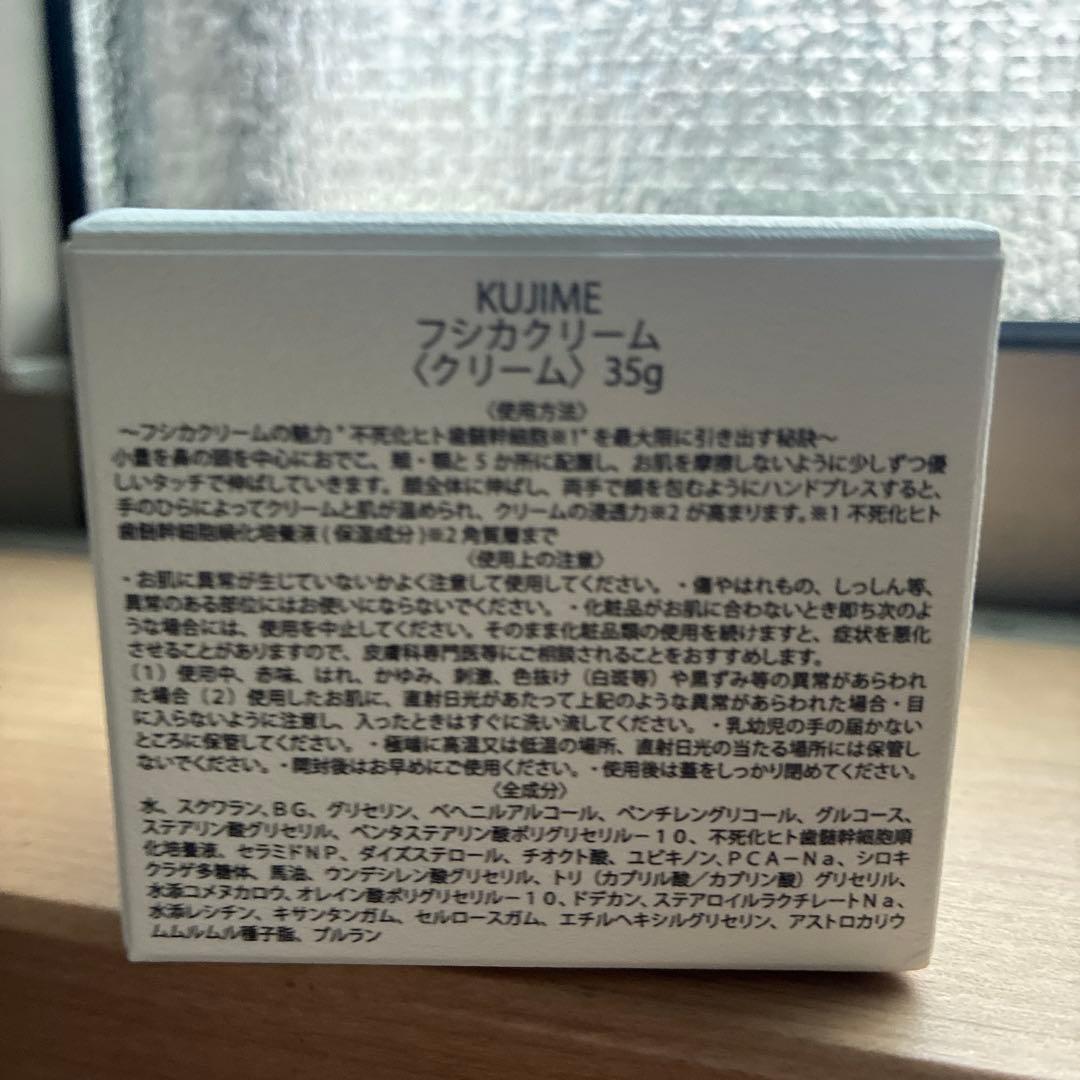 KUJIME
フシカクリーム
〈クリーム〉 35g
〈使用方法〉
～フシカクリームの魅力"不死化ヒト歯髄幹細胞※1"を最大限に引き出す秘訣～
小量を鼻の頭を中心におでこ、頬・顎と5か所に配置し、お肌を摩擦しないように少しずつ優
しいタッチで伸ばしていきます。顔全体に伸ばし、両手で顔を包むようにハンドプレスすると、
手のひらによってクリームと肌が温められ、クリームの浸透力※2が高まります。※1不死化ヒト
歯髄幹細胞順化培養液(保湿成分)※2角質層まで
〈使用上の注意〉
・お肌に異常が生じていないかよく注意して使用してください。・傷やはれもの、しっしん等、
異常のある部位にはお使いにならないでください。・化粧品がお肌に合わないとき即ち次のよ
うな場合には、使用を中止してください。そのまま化粧品類の使用を続けますと、症状を悪化
させることがありますので、皮膚科専門医等にご相談されることをおすすめします。
（1）使用中、赤味、はれ、かゆみ、刺激、色抜け（白斑等）や黒ずみ等の異常があらわれ
た場合（2）使用したお肌に、直射日光があたって上記のような異常があらわれた場合・目
に入らないように注意し、入ったときはすぐに洗い流してください。・乳幼児の手の届かない
ところに保管してください。・極端に高温又は低温の場所、直射日光の当たる場所には保管し
ないでください。・開封後はお早めにご使用ください。・使用後は蓋をしっかり閉めてください。
〈全成分〉
水、スクワラン、BG、グリセリン、ベヘニルアルコール、ペンチレングリコール、グルコース、
ステアリン酸グリセリル、ペンタステアリン酸ポリグリセリル－10、不死化ヒト歯髄幹細胞順
化培養液、セラミドNP、ダイズステロール、チオクト酸、ユビキノン、PCA－Na、シロキ
クラゲ多糖体、馬油、ウンデシレン酸グリセリル、トリ（カプリル酸／カプリン酸）グリセリル、
水添コメヌカロウ、オレイン酸ポリグリセリル－10、ドデカン、ステアロイルラクチレートNa、
水添レシチン、キサンタンガム、セルロースガム、エチルヘキシルグリセリン、アストロカリウ
ムムルムル種子脂、プルラン